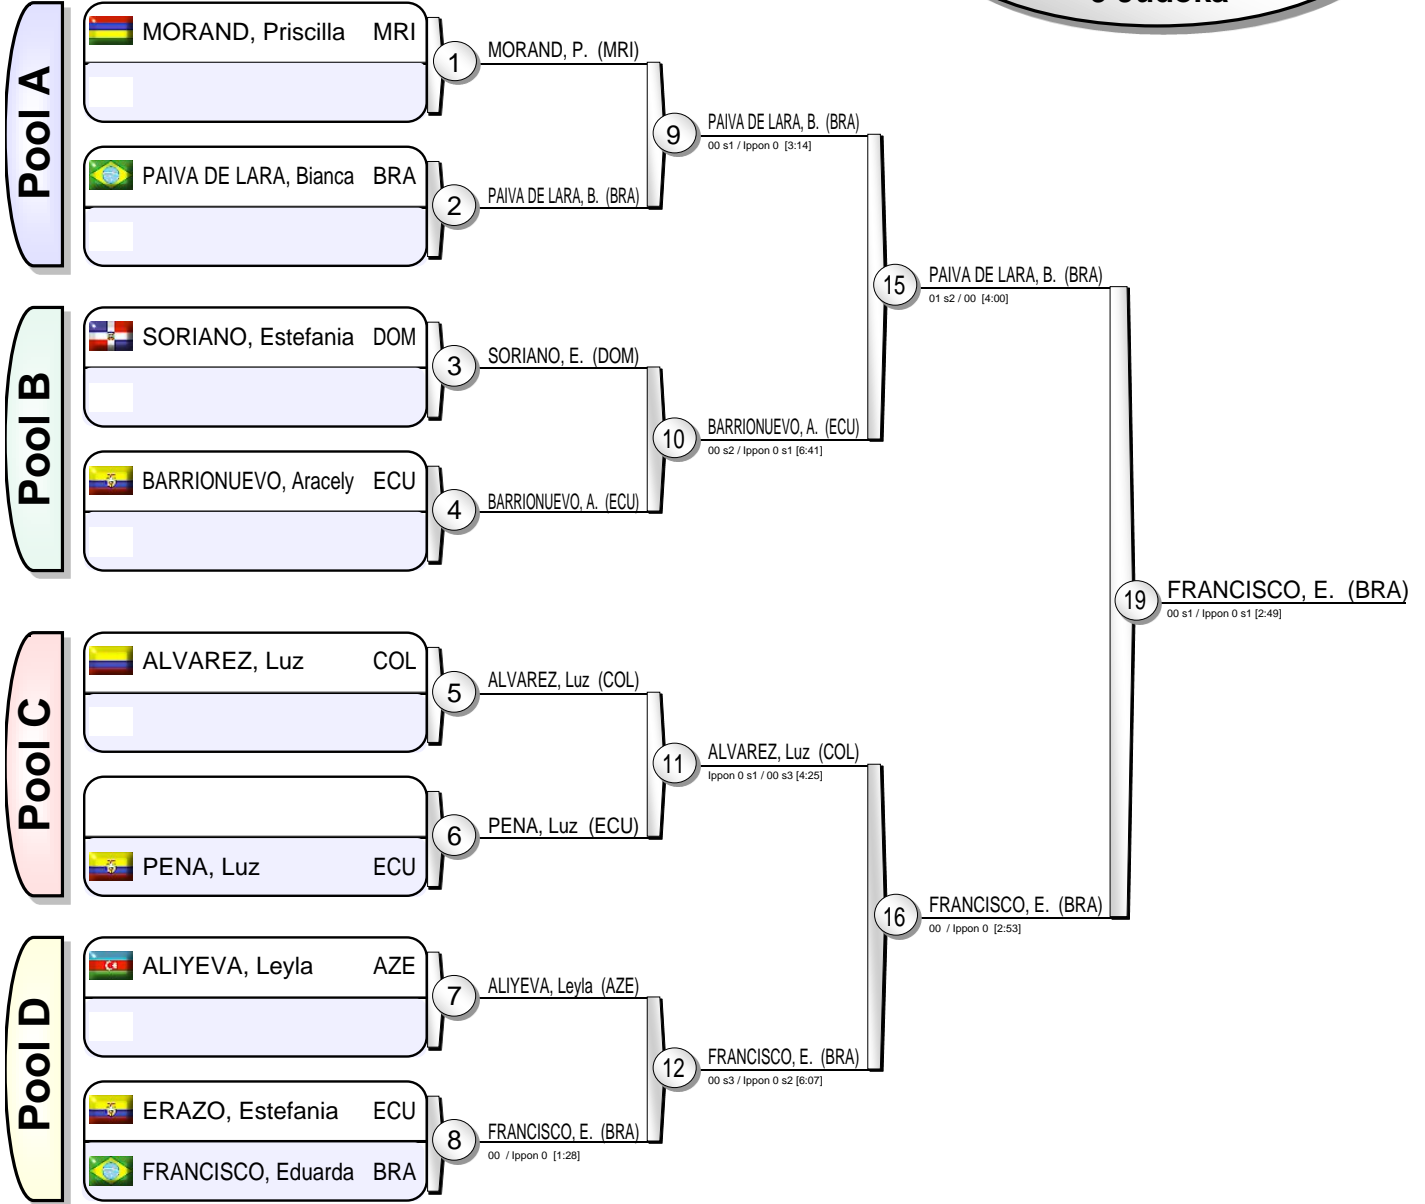 Judoka
Pool A
MORAND, Priscilla MRI
1
MORAND, P. (MRI)
PAIVA DE LARA, Bianca BRA
2
PAIVA DE LARA, B. (BRA)
9
PAIVA DE LARA, B. (BRA)
00 s1 / Ippon 0 [3:14]
Pool B
SORIANO, Estefania DOM
3
SORIANO, E. (DOM)
BARRIONUEVO, Aracely ECU
4
BARRIONUEVO, A. (ECU)
10
BARRIONUEVO, A. (ECU)
00 s2 / Ippon 0 s1 [6:41]
15
PAIVA DE LARA, B. (BRA)
01 s2 / 00 [4:00]
Pool C
ALVAREZ, Luz COL
5
ALVAREZ, Luz (COL)
PENA, Luz ECU
6
PENA, Luz (ECU)
11
ALVAREZ, Luz (COL)
Ippon 0 s1 / 00 s3 [4:25]
Pool D
ALIYEVA, Leyla AZE
7
ALIYEVA, Leyla (AZE)
ERAZO, Estefania ECU
FRANCISCO, Eduarda BRA
8
FRANCISCO, E. (BRA)
00 / Ippon 0 [1:28]
12
FRANCISCO, E. (BRA)
00 s3 / Ippon 0 s2 [6:07]
16
FRANCISCO, E. (BRA)
00 / Ippon 0 [2:53]
19
FRANCISCO, E. (BRA)
00 s1 / Ippon 0 s1 [2:49]